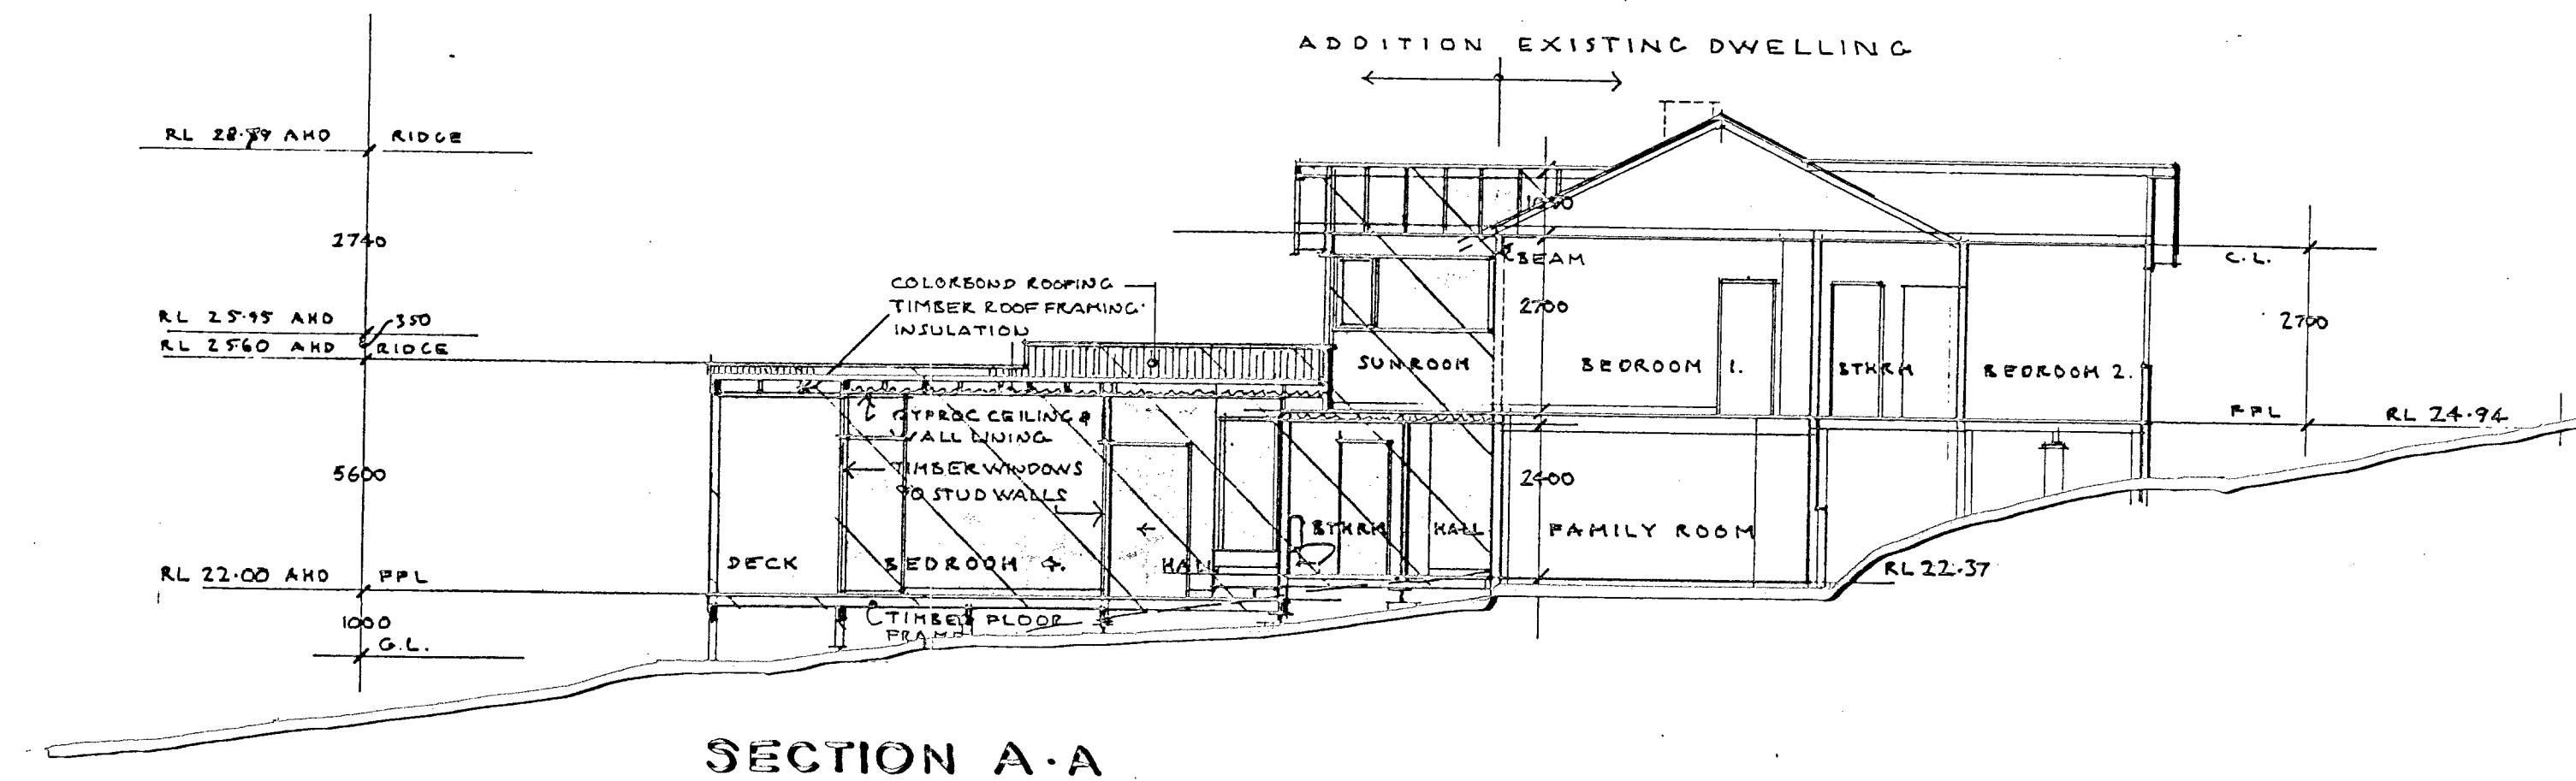 ADDITION EXISTING DWELLING
RL 28.79 AHD RIDGE
2740
RL 25.95 AHD 350
RL 2560 AHD RIDGE
5600
RL 22.00 AHD FFL
1000
G.L.
COLORBOND ROOFING
TIMBER ROOF FRAMING
INSULATION
GYPROC CEILING &
WALL LINING
TIMBER WINDOWS
90 STUD WALLS
DECK
BEDROOM 4.
HALL
BTHRM
HALL
FAMILY ROOM
TIMBER FLOOR
FRAME
BEAM
2700
SUNROOM
BEDROOM 1.
BTHRM
BEDROOM 2.
2400
C.L.
2700
FFL
RL 24.94
RL 22.37
SECTION A.A